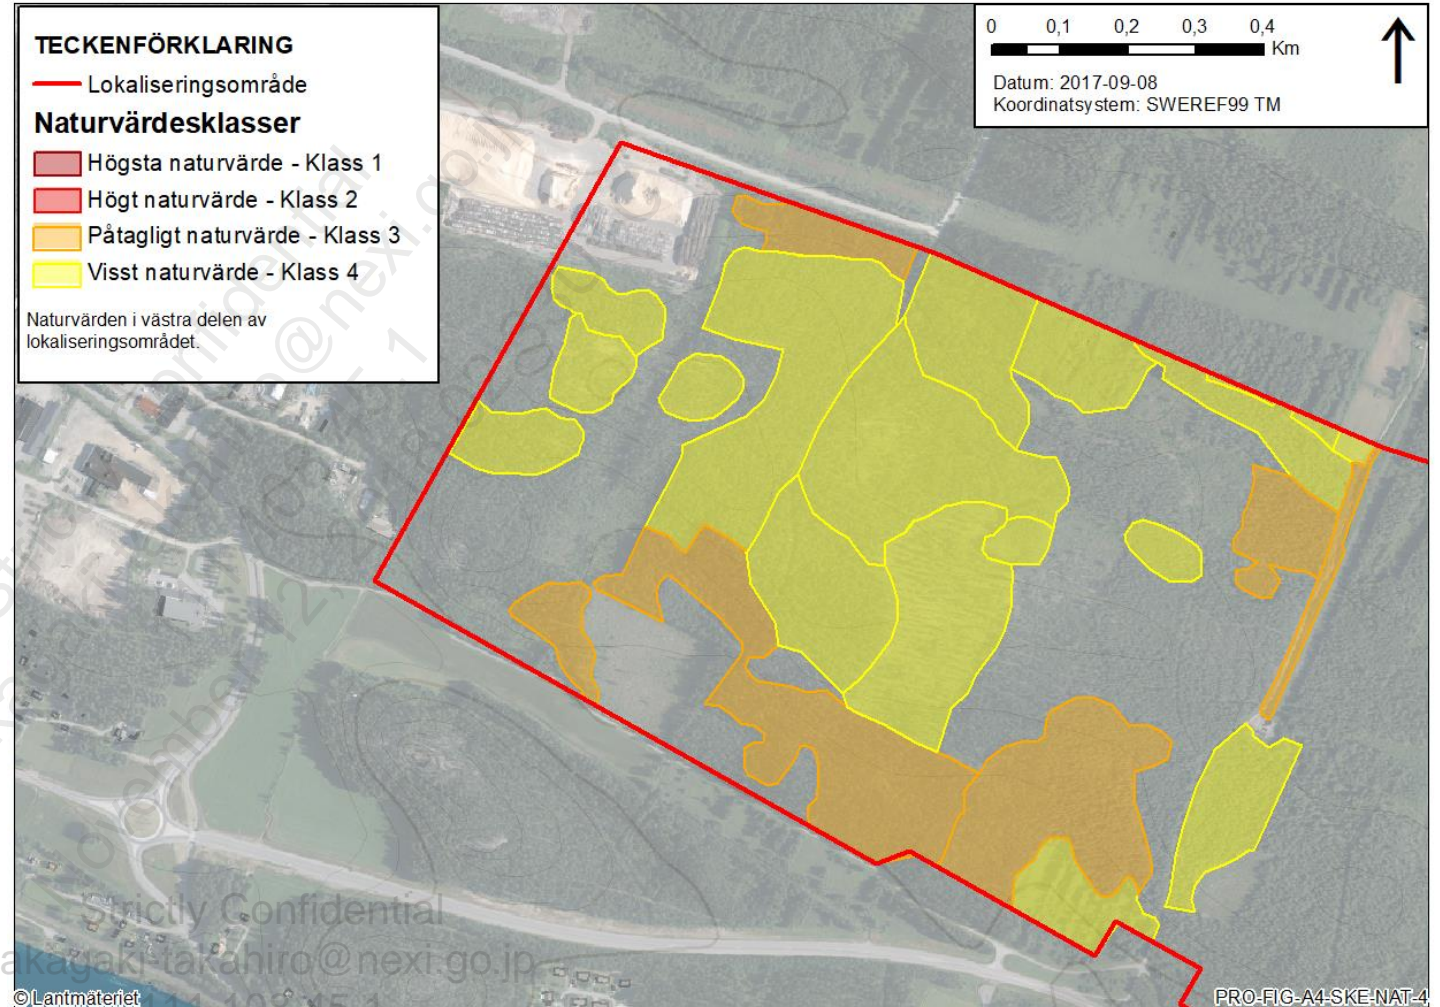 TECKENFÖRKLARING
Lokaliseringsområde
Naturvärdesklasser
Högsta naturvärde - Klass 1
Högt naturvärde - Klass 2
Påtagligt naturvärde - Klass 3
Visst naturvärde - Klass 4
Naturvärden i västra delen av
lokaliseringsområdet.
0 0,1 0,2 0,3 0,4
Km
Datum: 2017-09-08
Koordinatsystem: SWEREF99 TM
Strictly Confidential
akagaki-takahiro@nexi.go.jp
©Lantmäteriet
PRO-FIG-A4-SKE-NAT-4